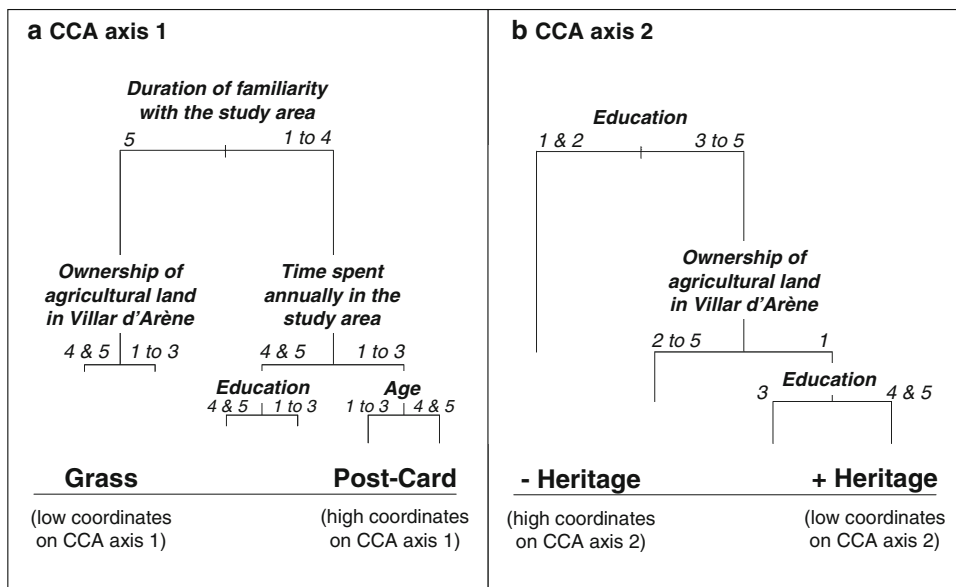 a CCA axis 1
Duration of familiarity
with the study area
5 1 to 4
Ownership of
agricultural land
in Villar d'Arène
4 & 5 1 to 3
Time spent
annually in the
study area
4 & 5 1 to 3
Education
4 & 5 1 to 3
Age
1 to 3 4 & 5
Grass
(low coordinates
on CCA axis 1)
Post-Card
(high coordinates
on CCA axis 1)
b CCA axis 2
Education
1 & 2 3 to 5
Ownership of
agricultural land
in Villar d'Arène
2 to 5 1
Education
3 4 & 5
- Heritage
(high coordinates
on CCA axis 2)
+ Heritage
(low coordinates
on CCA axis 2)